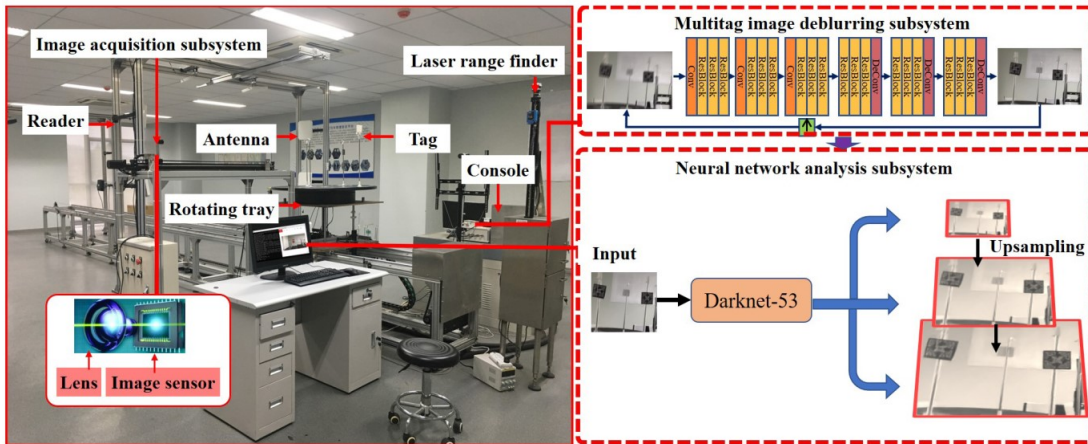 Image acquisition subsystem
Laser range finder
Reader
Antenna
Tag
Console
Rotating tray
Lens
Image sensor
Multitag image deblurring subsystem
Conv
ResBlock
ResBlock
ResBlock
Conv
ResBlock
ResBlock
ResBlock
Conv
ResBlock
ResBlock
ResBlock
ResBlock
ResBlock
ResBlock
DeConv
ResBlock
ResBlock
ResBlock
DeConv
ResBlock
ResBlock
ResBlock
DeConv
Neural network analysis subsystem
Input
Darknet-53
Upsampling